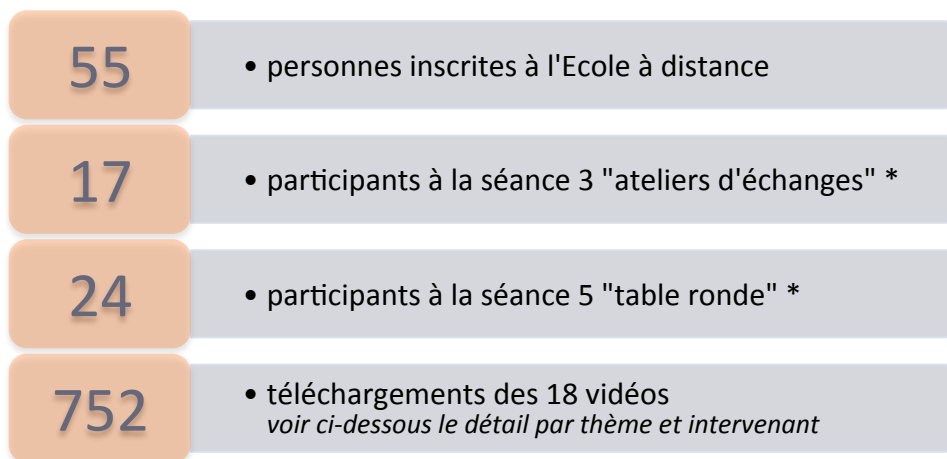 55
• personnes inscrites à l'Ecole à distance
17
• participants à la séance 3 "ateliers d'échanges" *
24
• participants à la séance 5 "table ronde" *
752
• téléchargements des 18 vidéos
voir ci-dessous le détail par thème et intervenant